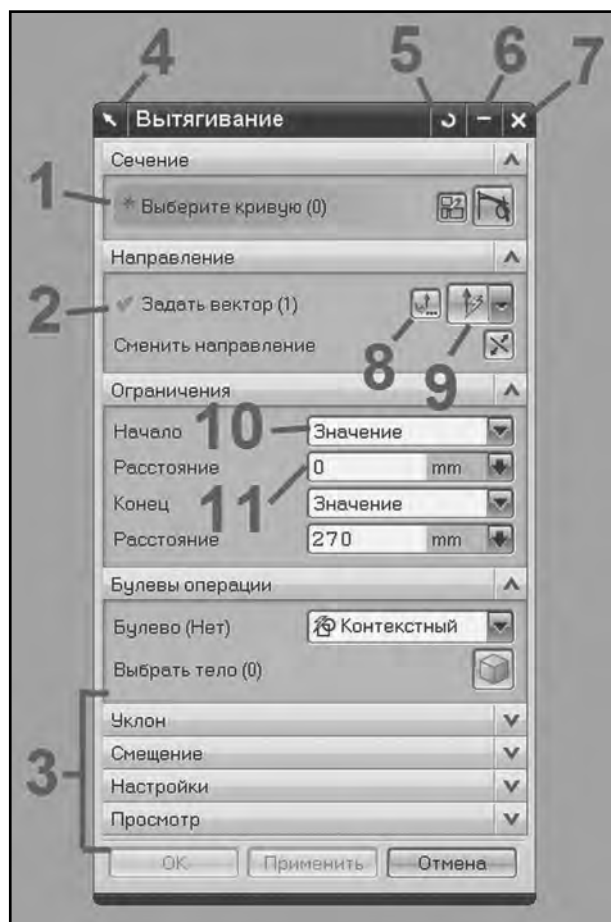 4 5 6 7
Вытягивание
Сечение
1 * Выберите кривую (0)
Направление
2 Задать вектор (1)
Сменить направление 8 9
Ограничения
Начало 10 Значение
Расстояние 11 0 mm
Конец Значение
Расстояние 270 mm
Булевы операции
Булево (Нет) Контекстный
Выбрать тело (0)
3
Уклон
Смещение
Настройки
Просмотр
ОК Применить Отмена